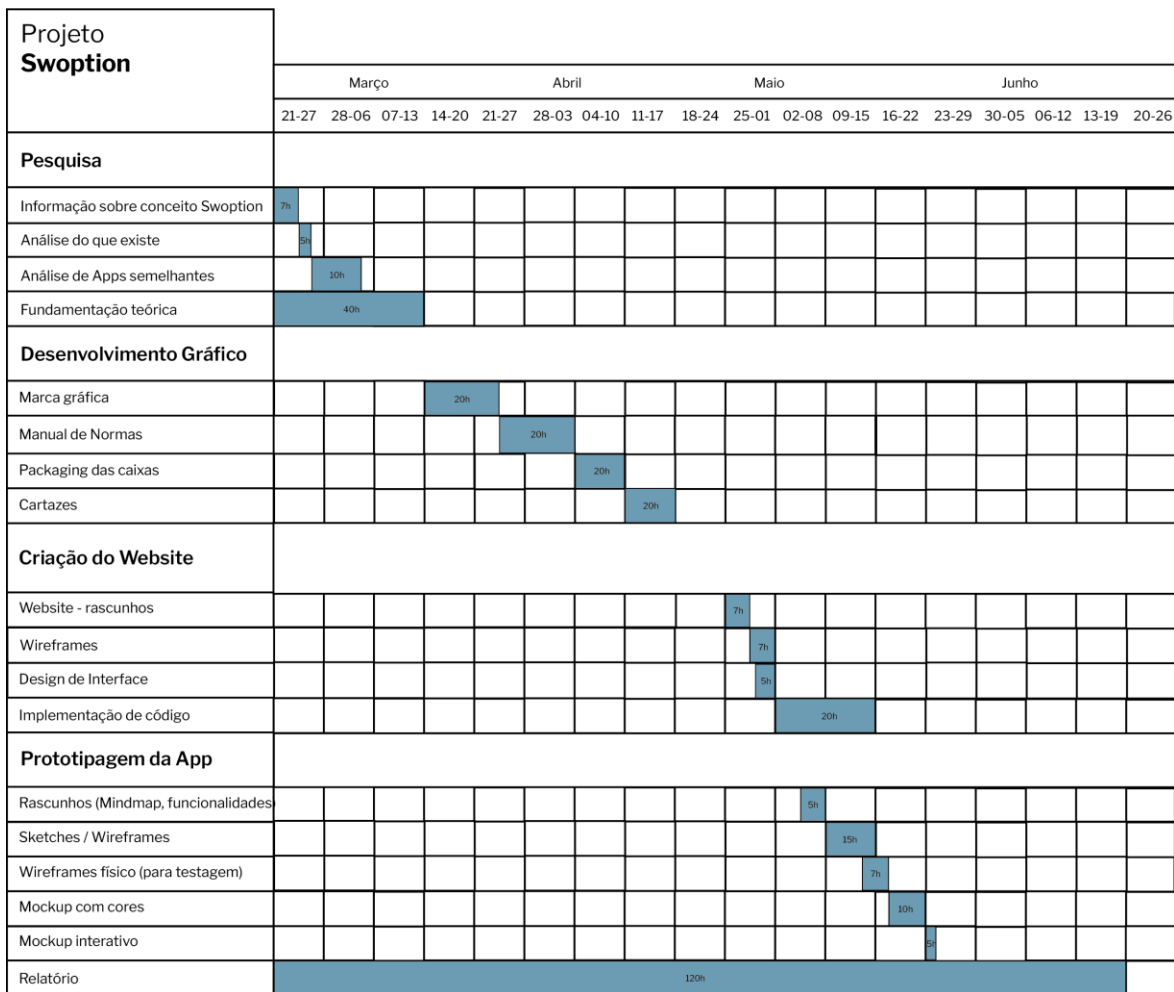 Projeto
Swoption
Março Abril Maio Junho
21-27 28-06 07-13 14-20 21-27 28-03 04-10 11-17 18-24 25-01 02-08 09-15 16-22 23-29 30-05 06-12 13-19 20-26
Pesquisa
Informação sobre conceito Swoption 7h
Análise do que existe 5h
Análise de Apps semelhantes 10h
Fundamentação teórica 40h
Desenvolvimento Gráfico
Marca gráfica 20h
Manual de Normas 20h
Packaging das caixas 20h
Cartazes 20h
Criação do Website
Website - rascunhos 7h
Wireframes 7h
Design de Interface 5h
Implementação de código 20h
Prototipagem da App
Rascunhos (Mindmap, funcionalidades) 5h
Sketches / Wireframes 15h
Wireframes físico (para testagem) 7h
Mockup com cores 10h
Mockup interativo 5h
Relatório 120h